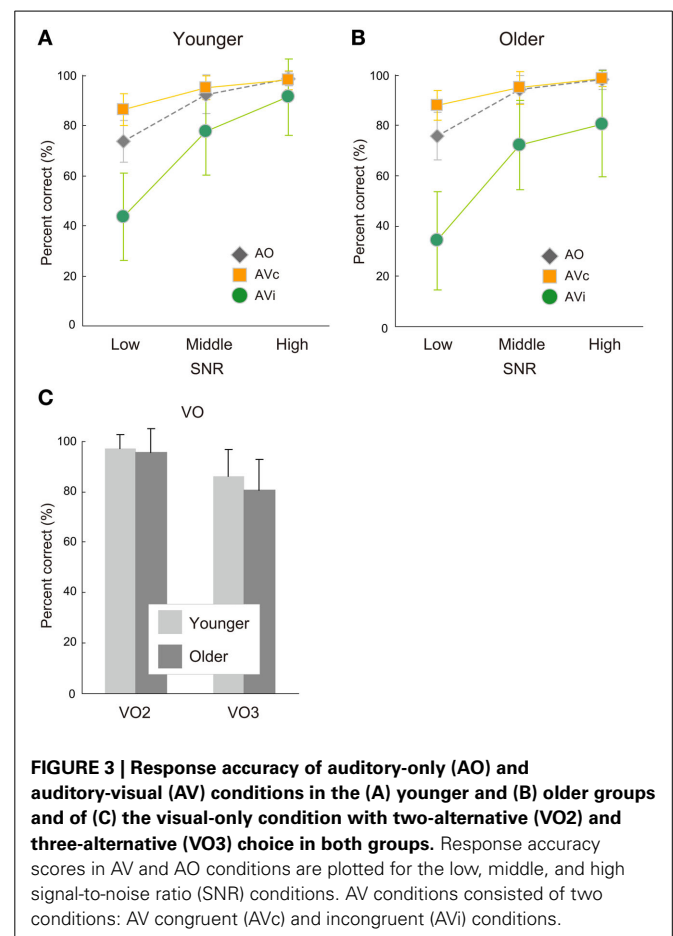 A
Younger
100
80
60
40
20
0
Percent correct (%)
AO
AVc
AVi
Low Middle High
SNR
B
Older
100
80
60
40
20
0
Percent correct (%)
AO
AVc
AVi
Low Middle High
SNR
C
VO
100
80
60
40
20
0
Percent correct (%)
Younger
Older
VO2 VO3
FIGURE 3 | Response accuracy of auditory-only (AO) and
auditory-visual (AV) conditions in the (A) younger and (B) older groups
and of (C) the visual-only condition with two-alternative (VO2) and
three-alternative (VO3) choice in both groups. Response accuracy
scores in AV and AO conditions are plotted for the low, middle, and high
signal-to-noise ratio (SNR) conditions. AV conditions consisted of two
conditions: AV congruent (AVc) and incongruent (AVi) conditions.